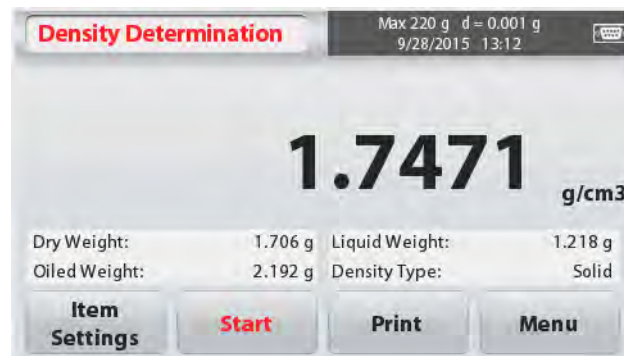 Density Determination
Max 220 g d = 0.001 g
9/28/2015 13:12
1.7471
g/cm3
Dry Weight: 1.706 g Liquid Weight: 1.218 g
Oiled Weight: 2.192 g Density Type: Solid
Item Settings
Start
Print
Menu